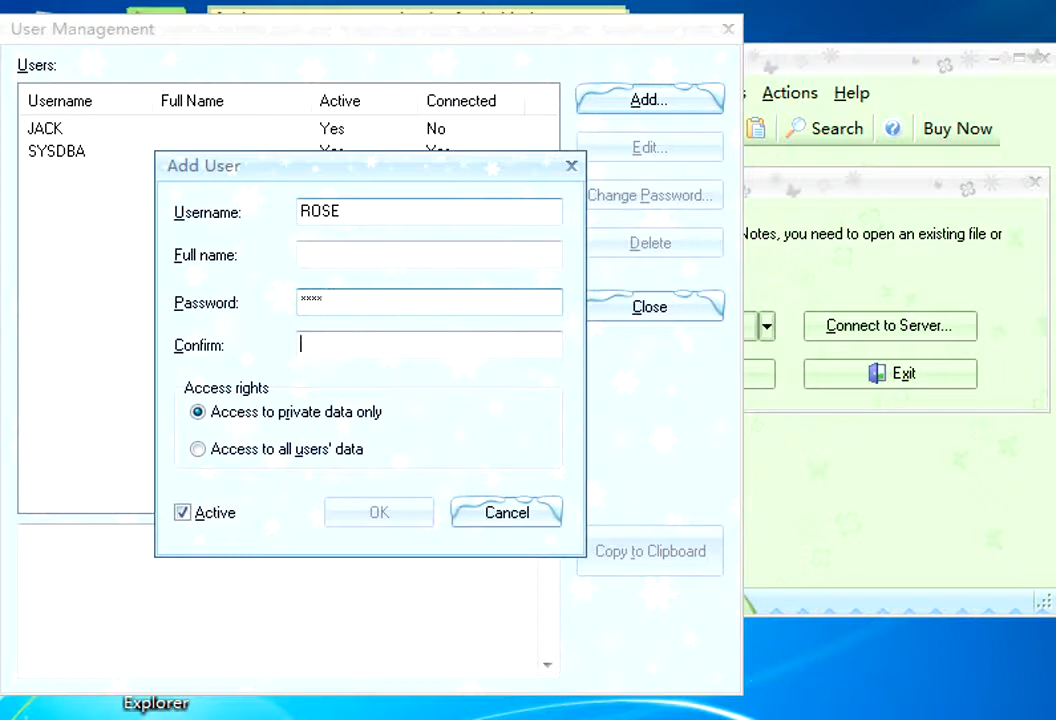 User Management
Users:
Username Full Name Active Connected
JACK Yes No
SYSDBA
Add...
Edit...
Change Password...
Delete
Close
Copy to Clipboard
Add User
Username: ROSE
Full name:
Password: ****
Confirm:
Access rights
Access to private data only
Access to all users' data
Active
OK
Cancel
Actions Help
Search Buy Now
Notes, you need to open an existing file or
Connect to Server...
Exit
Explorer